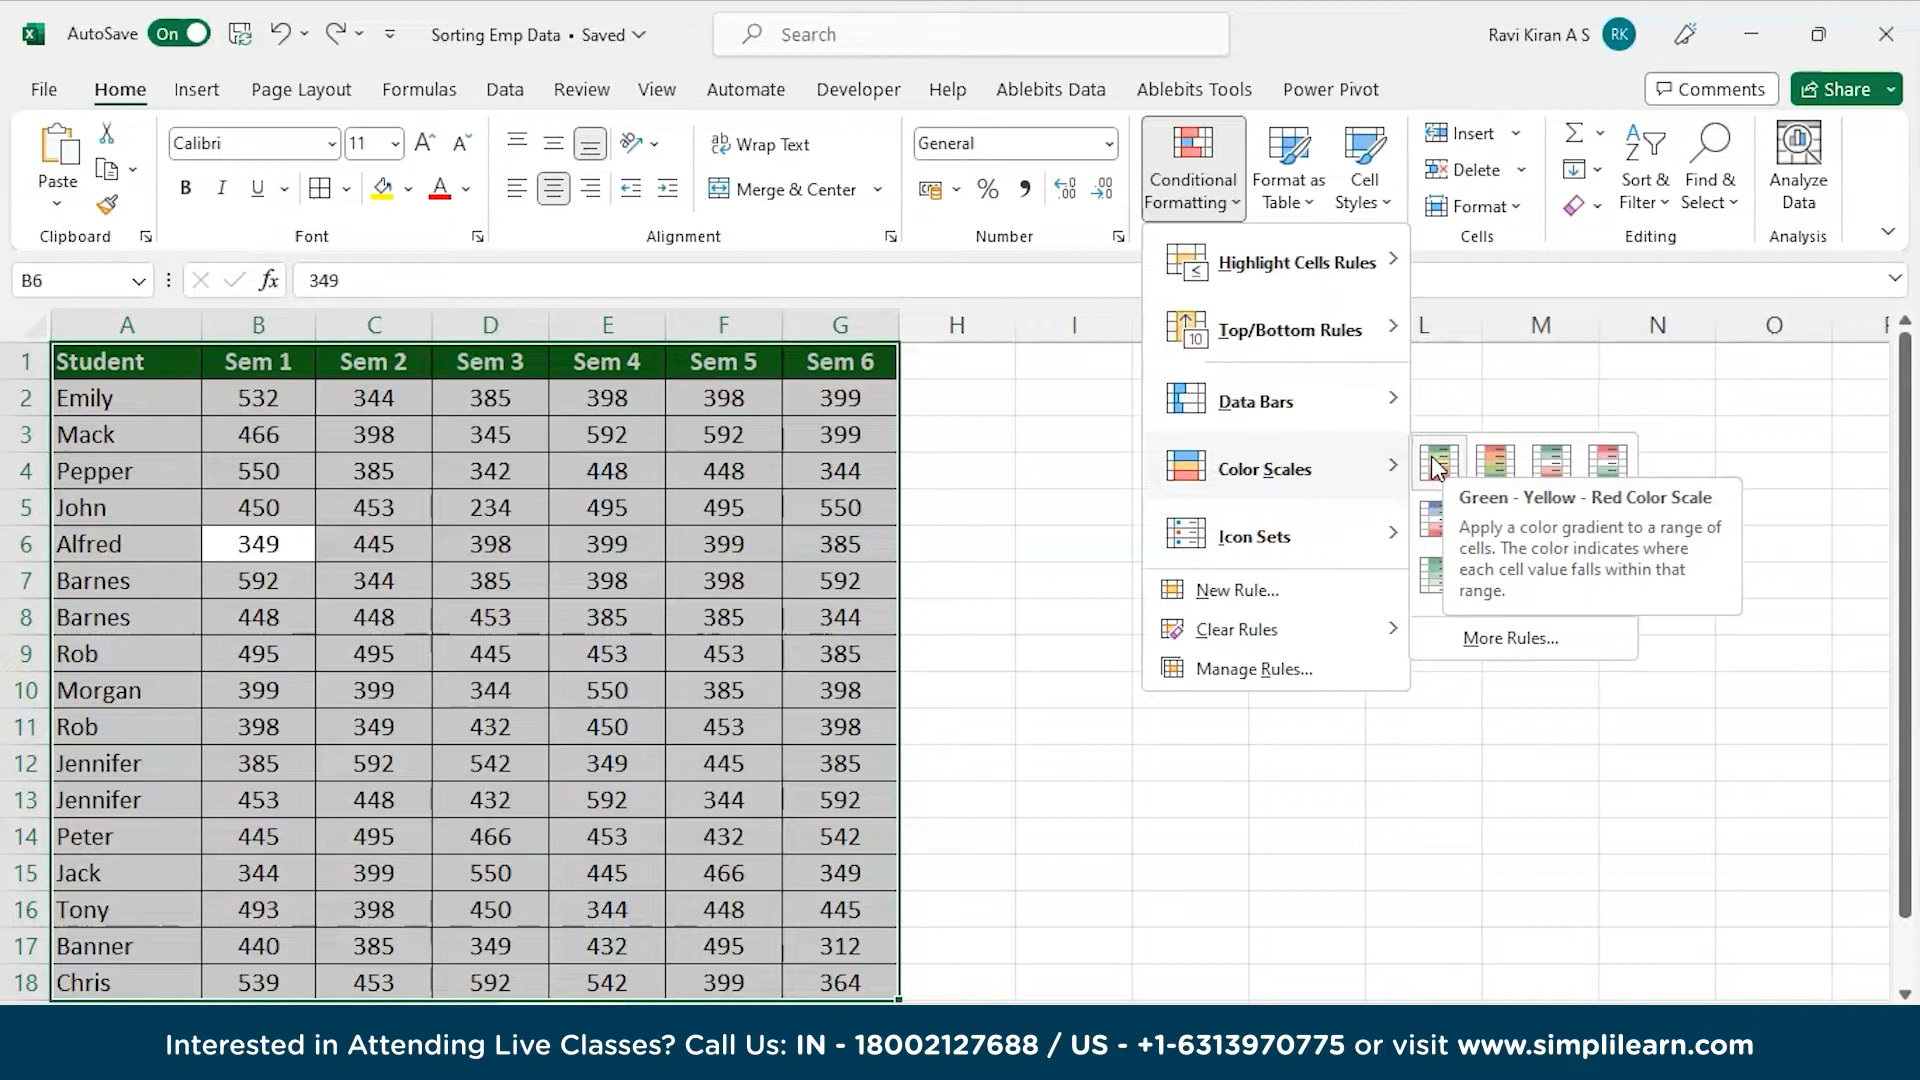 AutoSave On Sorting Emp Data • Saved Search Ravi Kiran A S RK
File Home Insert Page Layout Formulas Data Review View Automate Developer Help Ablebits Data Ablebits Tools Power Pivot Comments Share
Paste Calibri 11 Wrap Text General Conditional Formatting Format as Table Cell Styles Insert Sort & Filter Find & Select Analyze Data
B I U A Merge & Center % Delete
Format
Clipboard Font Alignment Number Cells Editing Analysis
B6 fx 349
Highlight Cells Rules
Top/Bottom Rules
Data Bars
Color Scales
Icon Sets
New Rule...
Clear Rules
Manage Rules...
Green - Yellow - Red Color Scale
Apply a color gradient to a range of
cells. The color indicates where
each cell value falls within that
range.
More Rules...
A B C D E F G H I L M N O
1 Student Sem 1 Sem 2 Sem 3 Sem 4 Sem 5 Sem 6
2 Emily 532 344 385 398 398 399
3 Mack 466 398 345 592 592 399
4 Pepper 550 385 342 448 448 344
5 John 450 453 234 495 495 550
6 Alfred 349 445 398 399 399 385
7 Barnes 592 344 385 398 398 592
8 Barnes 448 448 453 385 385 344
9 Rob 495 495 445 453 453 385
10 Morgan 399 399 344 550 385 398
11 Rob 398 349 432 450 453 398
12 Jennifer 385 592 542 349 445 385
13 Jennifer 453 448 432 592 344 592
14 Peter 445 495 466 453 432 542
15 Jack 344 399 550 445 466 349
16 Tony 493 398 450 344 448 445
17 Banner 440 385 349 432 495 312
18 Chris 539 453 592 542 399 364
Interested in Attending Live Classes? Call Us: IN - 18002127688 / US - +1-6313970775 or visit www.simplilearn.com